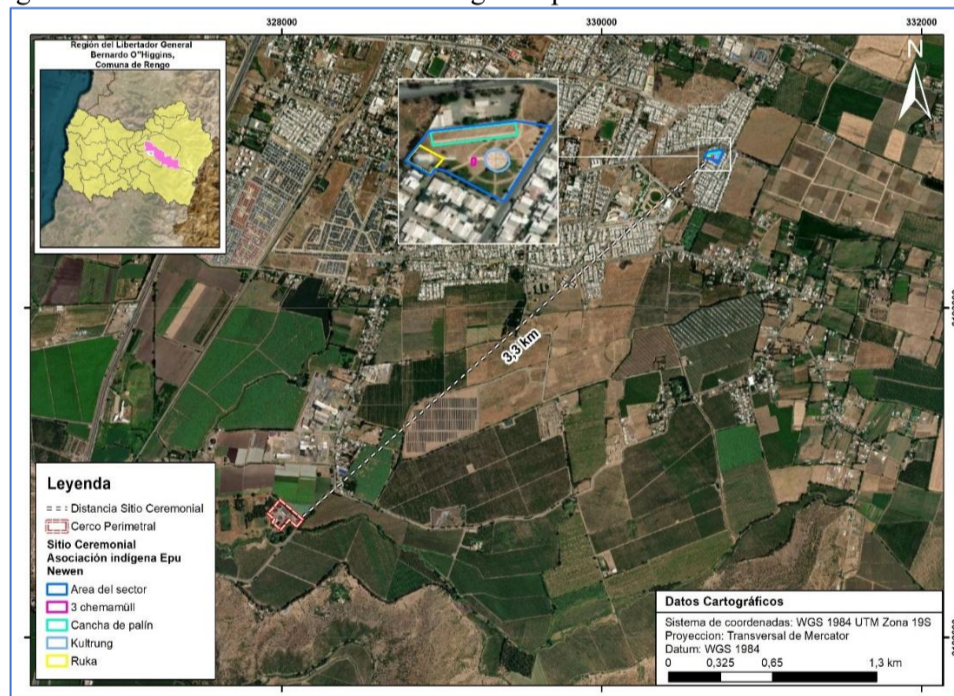 328000
330000
332000
Región del Libertador General
Bernardo O"Higgins,
Comuna de Rengo
N
3,3 km
Leyenda
Distancia Sitio Ceremonial
Cerco Perimetral
Sitio Ceremonial
Asociación indígena Epu
Newen
Area del sector
3 chemamüll
Cancha de palín
Kultrung
Ruka
Datos Cartográficos
Sistema de coordenadas: WGS 1984 UTM Zona 19S
Proyeccion: Transversal de Mercator
Datum: WGS 1984
0 0,325 0,65 1,3 km
328000
330000
332000